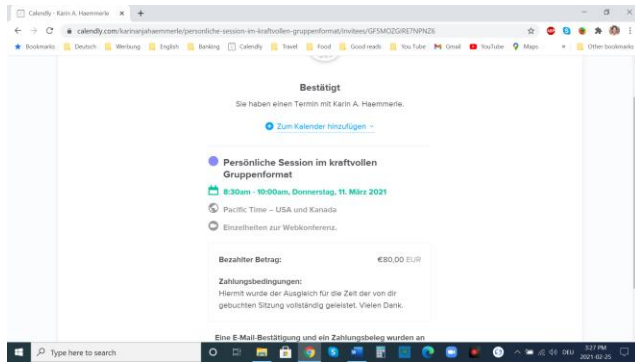 Calendly - Karin A. Haemmerle
calendly.com/karinanjahaemmerle/personliche-session-im-kraftvollen-gruppenformat/invitees/GFSMOZGIRE7NPNZ6
Bookmarks Deutsch Werbung English Banking Calendly Travel Food Good reads You Tube Gmail YouTube Maps » Other bookmarks
Bestätigt
Sie haben einen Termin mit Karin A. Haemmerle.
Zum Kalender hinzufügen
Persönliche Session im kraftvollen
Gruppenformat
8:30am - 10:00am, Donnerstag, 11. März 2021
Pacific Time – USA und Kanada
Einzelheiten zur Webkonferenz.
Bezahlter Betrag: €80,00 EUR
Zahlungsbedingungen:
Hiermit wurde der Ausgleich für die Zeit der von dir
gebuchten Sitzung vollständig geleistet. Vielen Dank.
Eine E-Mail-Bestätigung und ein Zahlungsbeleg wurden an
Type here to search
DEU
3:27 PM
2021-02-25